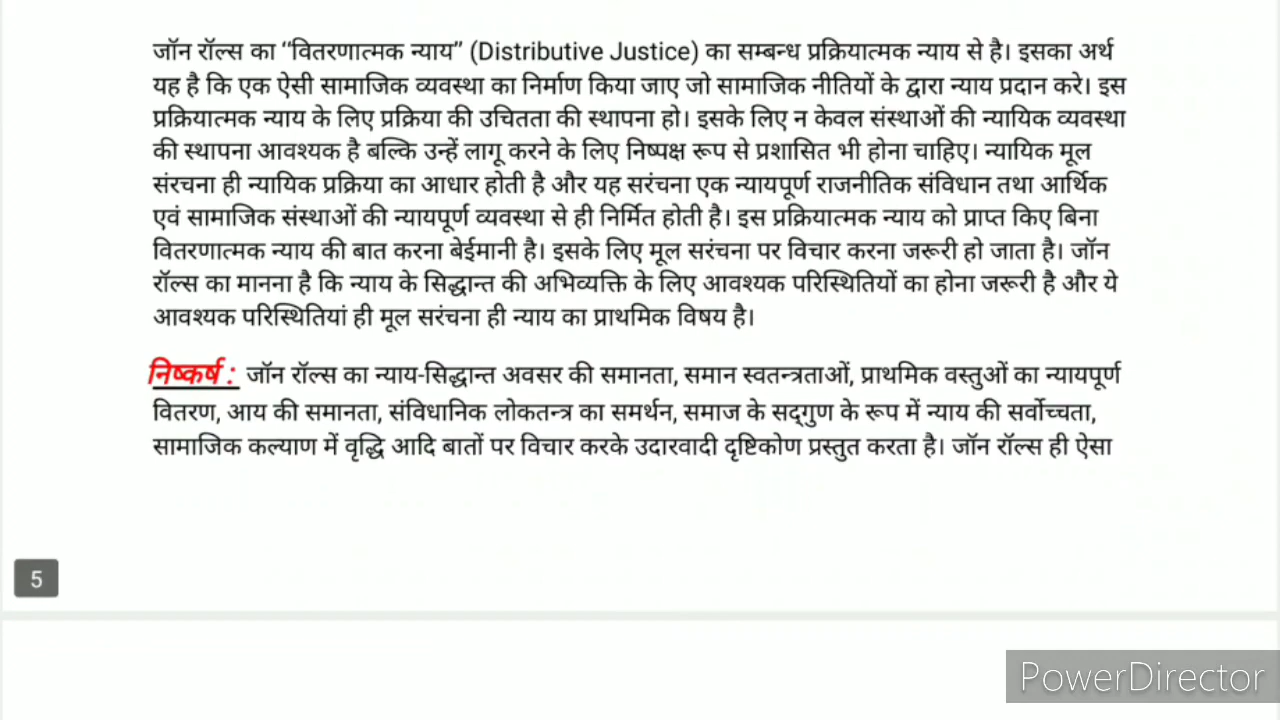 जॉन रॉल्स का “वितरणात्मक न्याय” (Distributive Justice) का सम्बन्ध प्रक्रियात्मक न्याय से है। इसका अर्थ
यह है कि एक ऐसी सामाजिक व्यवस्था का निर्माण किया जाए जो सामाजिक नीतियों के द्वारा न्याय प्रदान करे। इस
प्रक्रियात्मक न्याय के लिए प्रक्रिया की उचितता की स्थापना हो। इसके लिए न केवल संस्थाओं की न्यायिक व्यवस्था
की स्थापना आवश्यक है बल्कि उन्हें लागू करने के लिए निष्पक्ष रूप से प्रशासित भी होना चाहिए। न्यायिक मूल
संरचना ही न्यायिक प्रक्रिया का आधार होती है और यह सरंचना एक न्यायपूर्ण राजनीतिक संविधान तथा आर्थिक
एवं सामाजिक संस्थाओं की न्यायपूर्ण व्यवस्था से ही निर्मित होती है। इस प्रक्रियात्मक न्याय को प्राप्त किए बिना
वितरणात्मक न्याय की बात करना बेईमानी है। इसके लिए मूल सरंचना पर विचार करना जरूरी हो जाता है। जॉन
रॉल्स का मानना है कि न्याय के सिद्धान्त की अभिव्यक्ति के लिए आवश्यक परिस्थितियों का होना जरूरी है और ये
आवश्यक परिस्थितियां ही मूल सरंचना ही न्याय का प्राथमिक विषय है।
निष्कर्ष : जॉन रॉल्स का न्याय-सिद्धान्त अवसर की समानता, समान स्वतन्त्रताओं, प्राथमिक वस्तुओं का न्यायपूर्ण
वितरण, आय की समानता, संविधानिक लोकतन्त्र का समर्थन, समाज के सद्‌गुण के रूप में न्याय की सर्वोच्चता,
सामाजिक कल्याण में वृद्धि आदि बातों पर विचार करके उदारवादी दृष्टिकोण प्रस्तुत करता है। जॉन रॉल्स ही ऐसा
5
PowerDirector